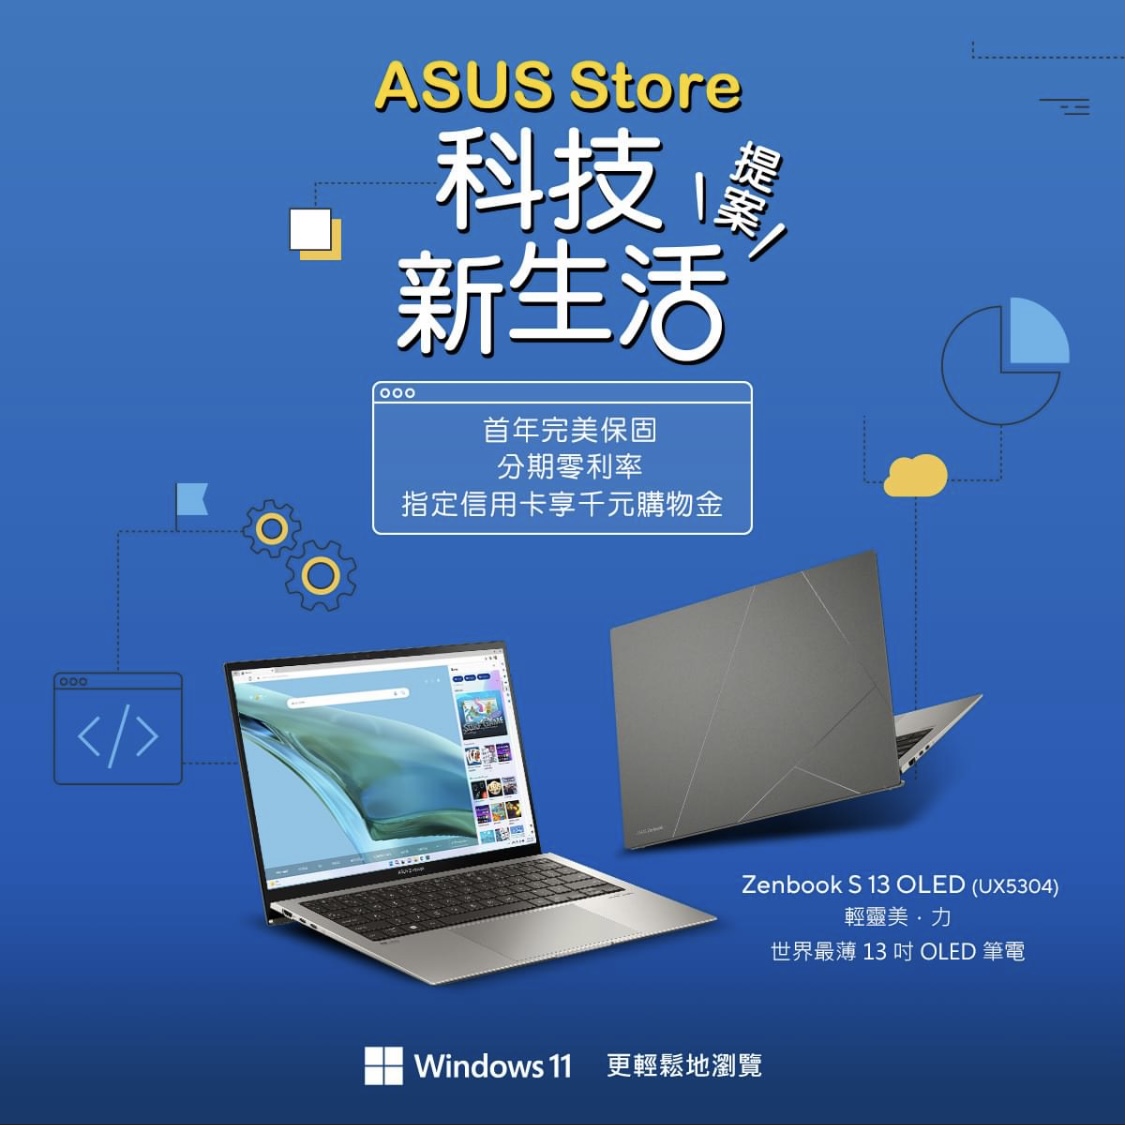 ASUS Store
科技
提案
新生活
首年完美保固
分期零利率
指定信用卡享千元購物金
Zenbook S 13 OLED (UX5304)
輕靈美．力
世界最薄 13 吋 OLED 筆電
Windows 11 更輕鬆地瀏覽